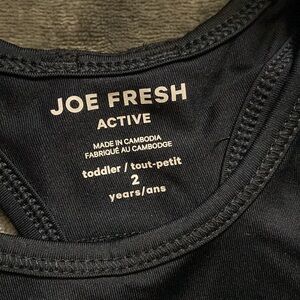 JOE FRESH
ACTIVE
MADE IN CAMBODIA
FABRIQUÉ AU CAMBODGE
toddler / tout-petit
2
years/ans